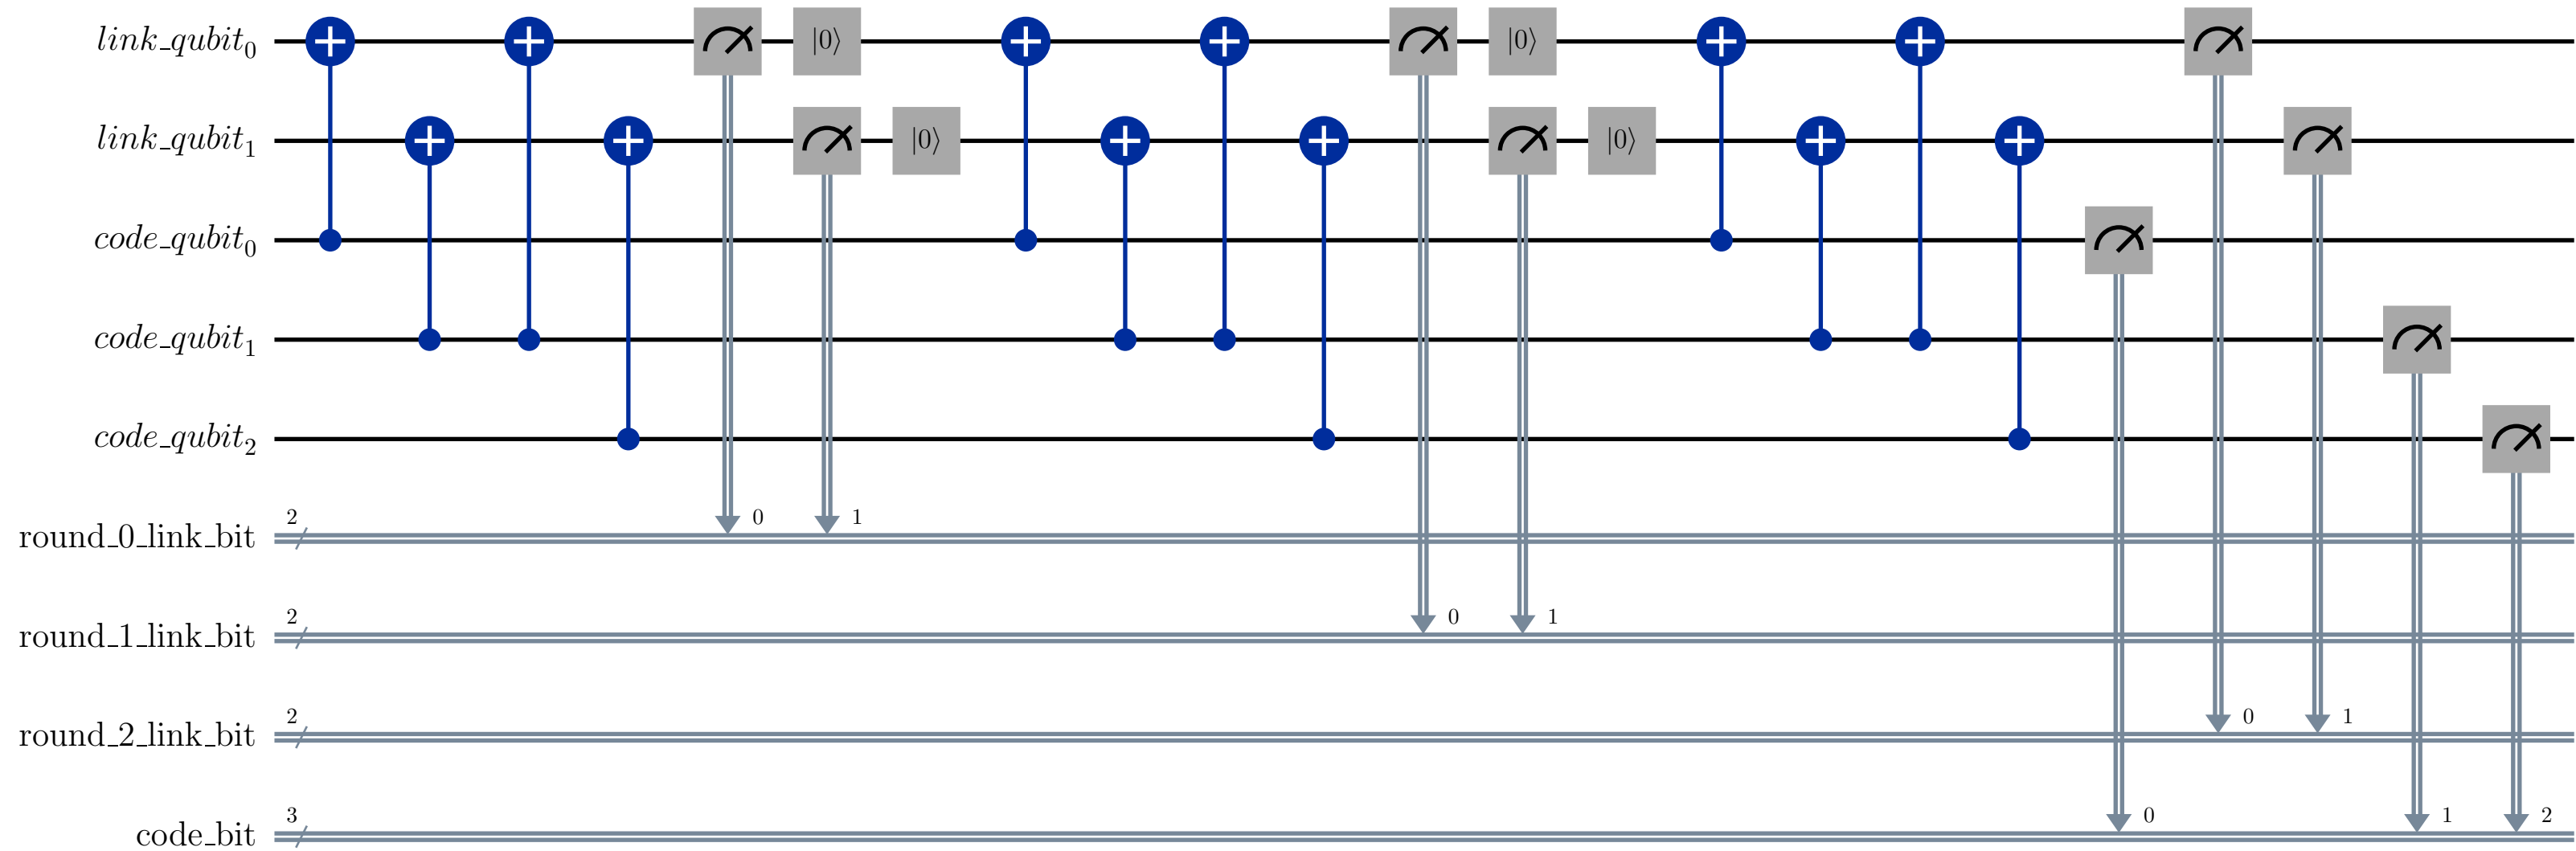 link_qubit₀ |0⟩ |0⟩
link_qubit₁ |0⟩ |0⟩
code_qubit₀
code_qubit₁
code_qubit₂
round_0_link_bit 2 0 1
round_1_link_bit 2 0 1
round_2_link_bit 2 0 1
code_bit 3 0 1 2